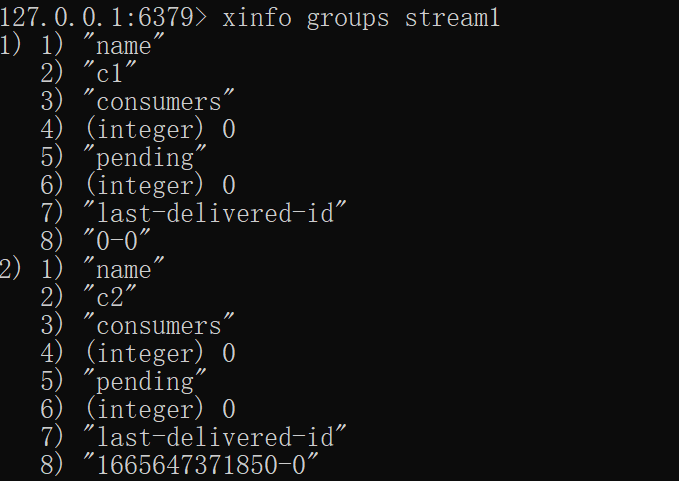 127.0.0.1:6379> xinfo groups stream1
1) 1) "name"
2) "c1"
3) "consumers"
4) (integer) 0
5) "pending"
6) (integer) 0
7) "last-delivered-id"
8) "0-0"
2) 1) "name"
2) "c2"
3) "consumers"
4) (integer) 0
5) "pending"
6) (integer) 0
7) "last-delivered-id"
8) "1665647371850-0"